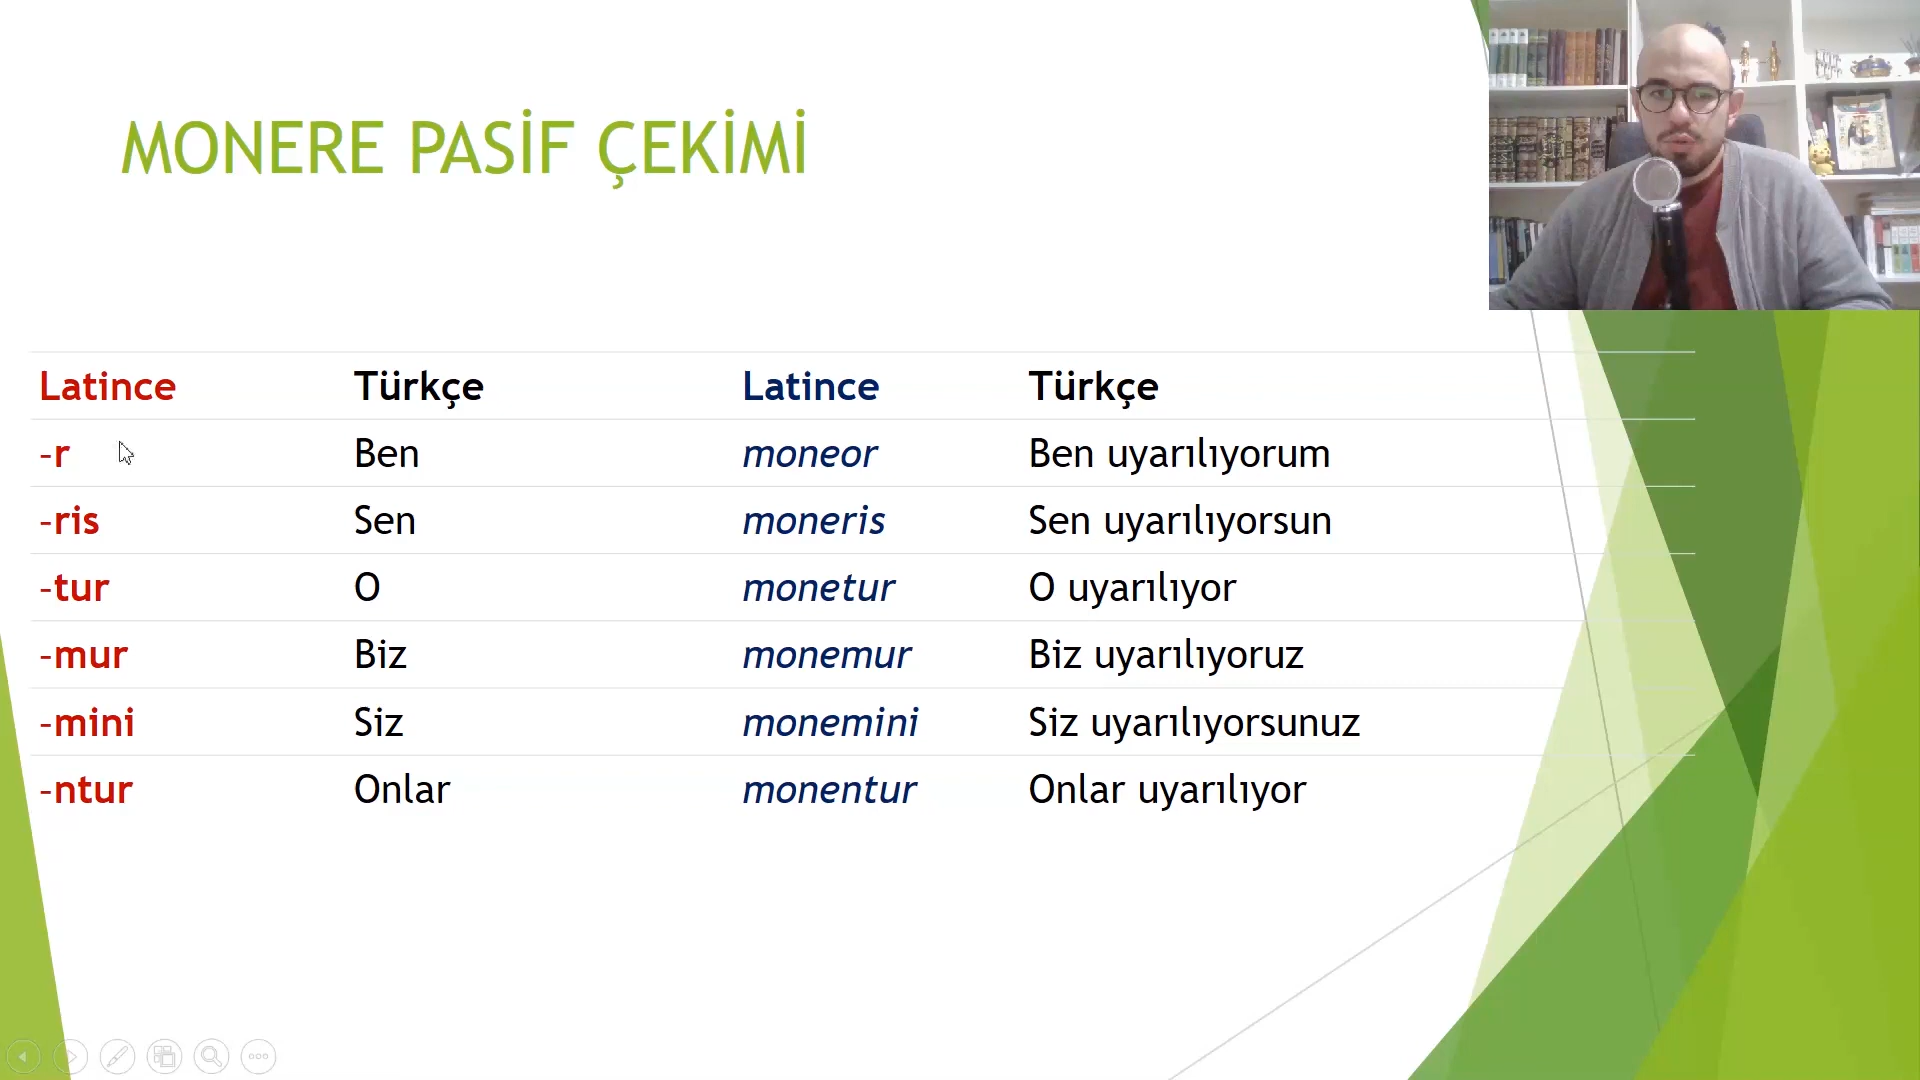 MONERE PASİF ÇEKİMİ
Latince Türkçe Latince Türkçe
-r Ben moneor Ben uyarılıyorum
-ris Sen moneris Sen uyarılıyorsun
-tur O monetur O uyarılıyor
-mur Biz monemur Biz uyarılıyoruz
-mini Siz monemini Siz uyarılıyorsunuz
-ntur Onlar monentur Onlar uyarılıyor